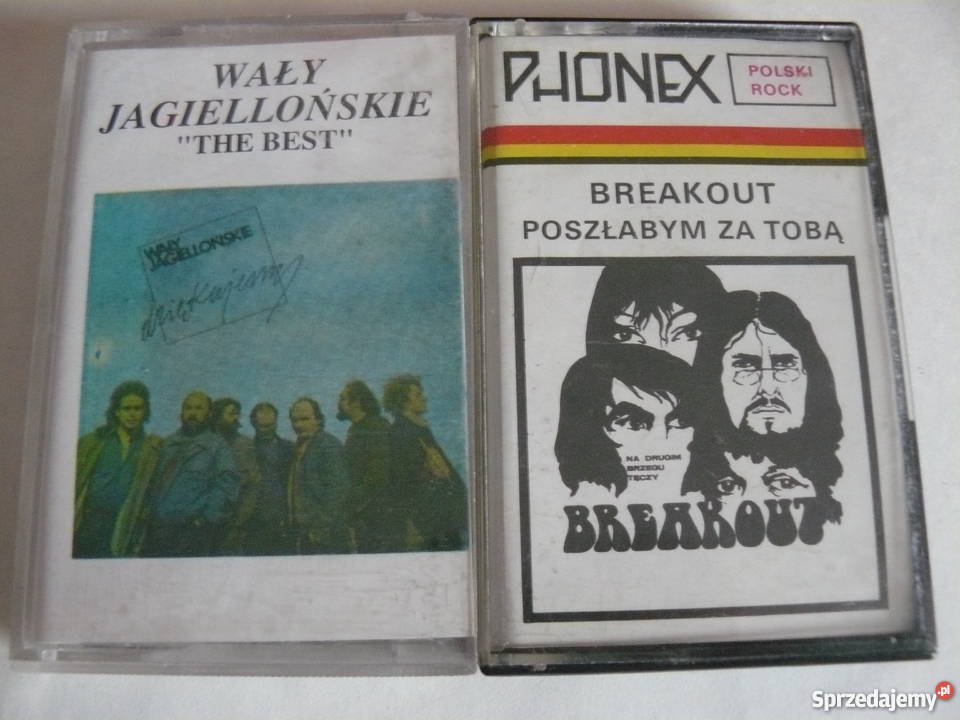 WAŁY
JAGIELLOŃSKIE
"THE BEST"
WAŁY
JAGIELLOŃSKIE
dziękujemy
PHONEX
POLSKI
ROCK
BREAKOUT
POSZŁABYM ZA TOBĄ
NA DRUGIM
BRZEGU
TĘCZY
BREAKOUT
Sprzedajemy.pl